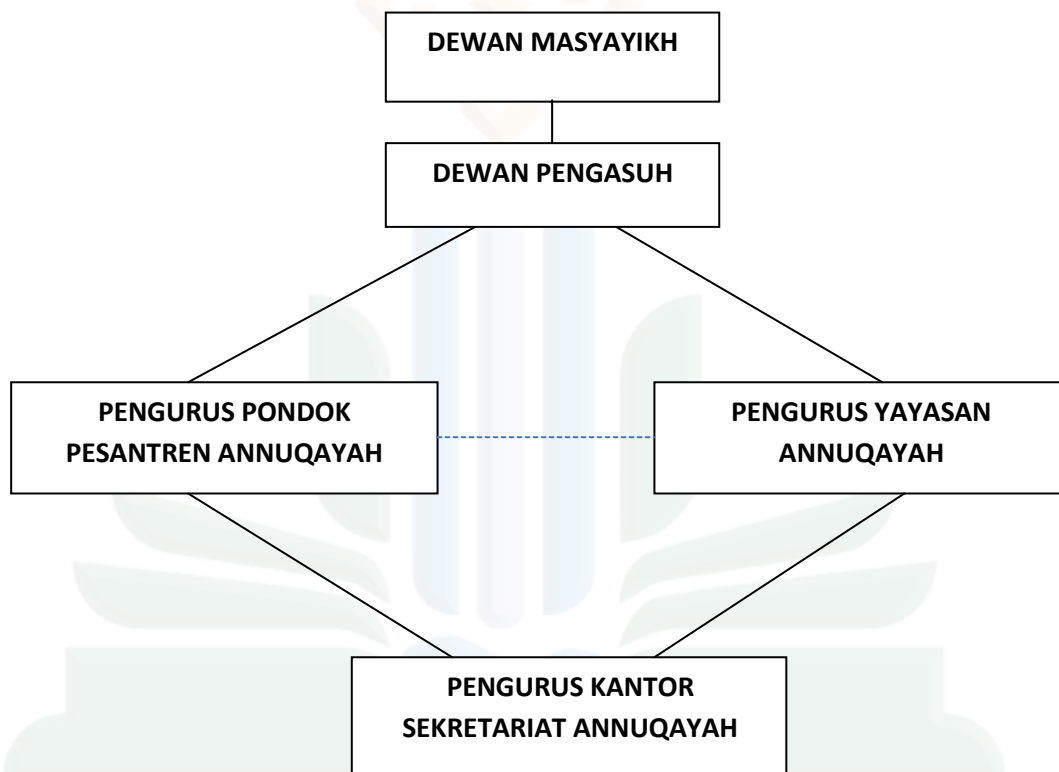 DEWAN MASYAYIKH
DEWAN PENGASUH
PENGURUS PONDOK
PESANTREN ANNUQAYAH
PENGURUS YAYASAN
ANNUQAYAH
PENGURUS KANTOR
SEKRETARIAT ANNUQAYAH